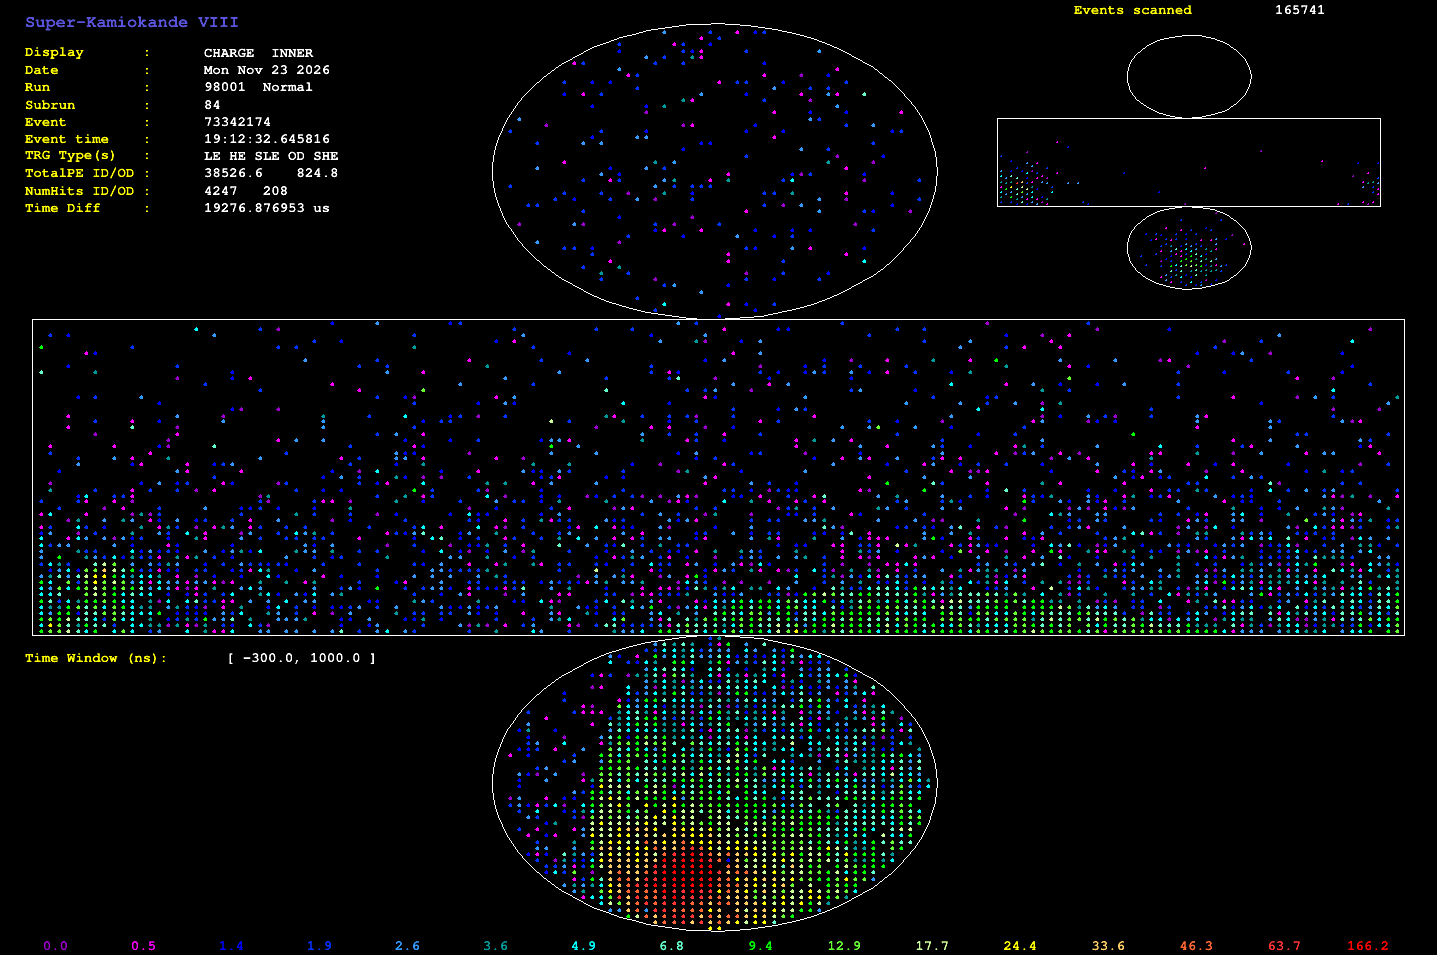 Super-Kamiokande VIII
Events scanned 165741
Display : CHARGE INNER
Date : Mon Nov 23 2026
Run : 98001 Normal
Subrun : 84
Event : 73342174
Event time : 19:12:32.645816
TRG Type(s) : LE HE SLE OD SHE
TotalPE ID/OD : 38526.6 824.8
NumHits ID/OD : 4247 208
Time Diff : 19276.876953 us
Time Window (ns): [ -300.0, 1000.0 ]
0.0 0.5 1.4 1.9 2.6 3.6 4.9 6.8 9.4 12.9 17.7 24.4 33.6 46.3 63.7 166.2